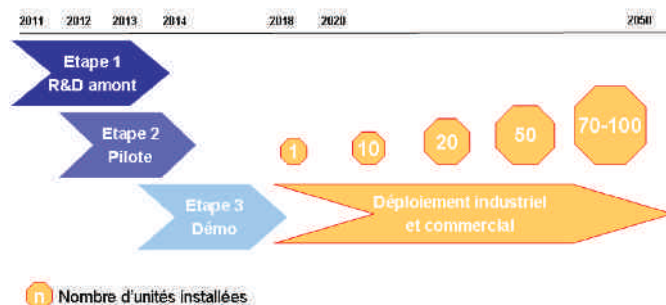 2011 2012 2013 2014 2018 2020 2050
Etape 1
R&D amont
Etape 2
Pilote
1 10 20 50 70-100
Etape 3
Démo
Déploiement industriel
et commercial
n Nombre d'unités installées